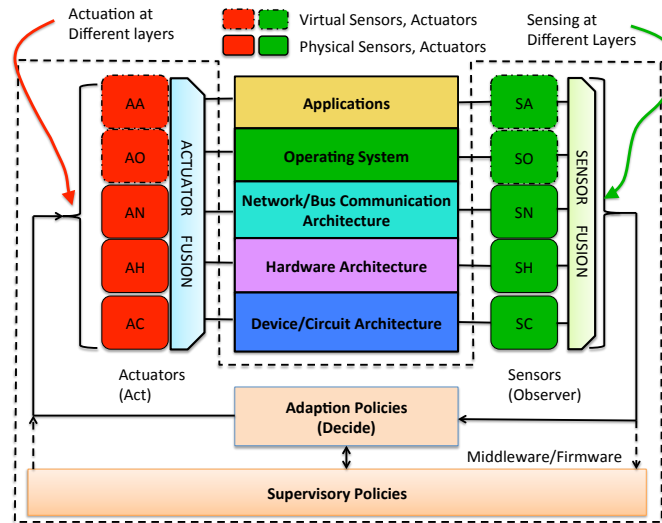 Actuation at
Different layers
Virtual Sensors, Actuators
Physical Sensors, Actuators
Sensing at
Different Layers
AA
AO
AN
AH
AC
ACTUATOR FUSION
Applications
Operating System
Network/Bus Communication
Architecture
Hardware Architecture
Device/Circuit Architecture
SA
SO
SN
SH
SC
SENSOR FUSION
Actuators
(Act)
Sensors
(Observer)
Adaption Policies
(Decide)
Middleware/Firmware
Supervisory Policies